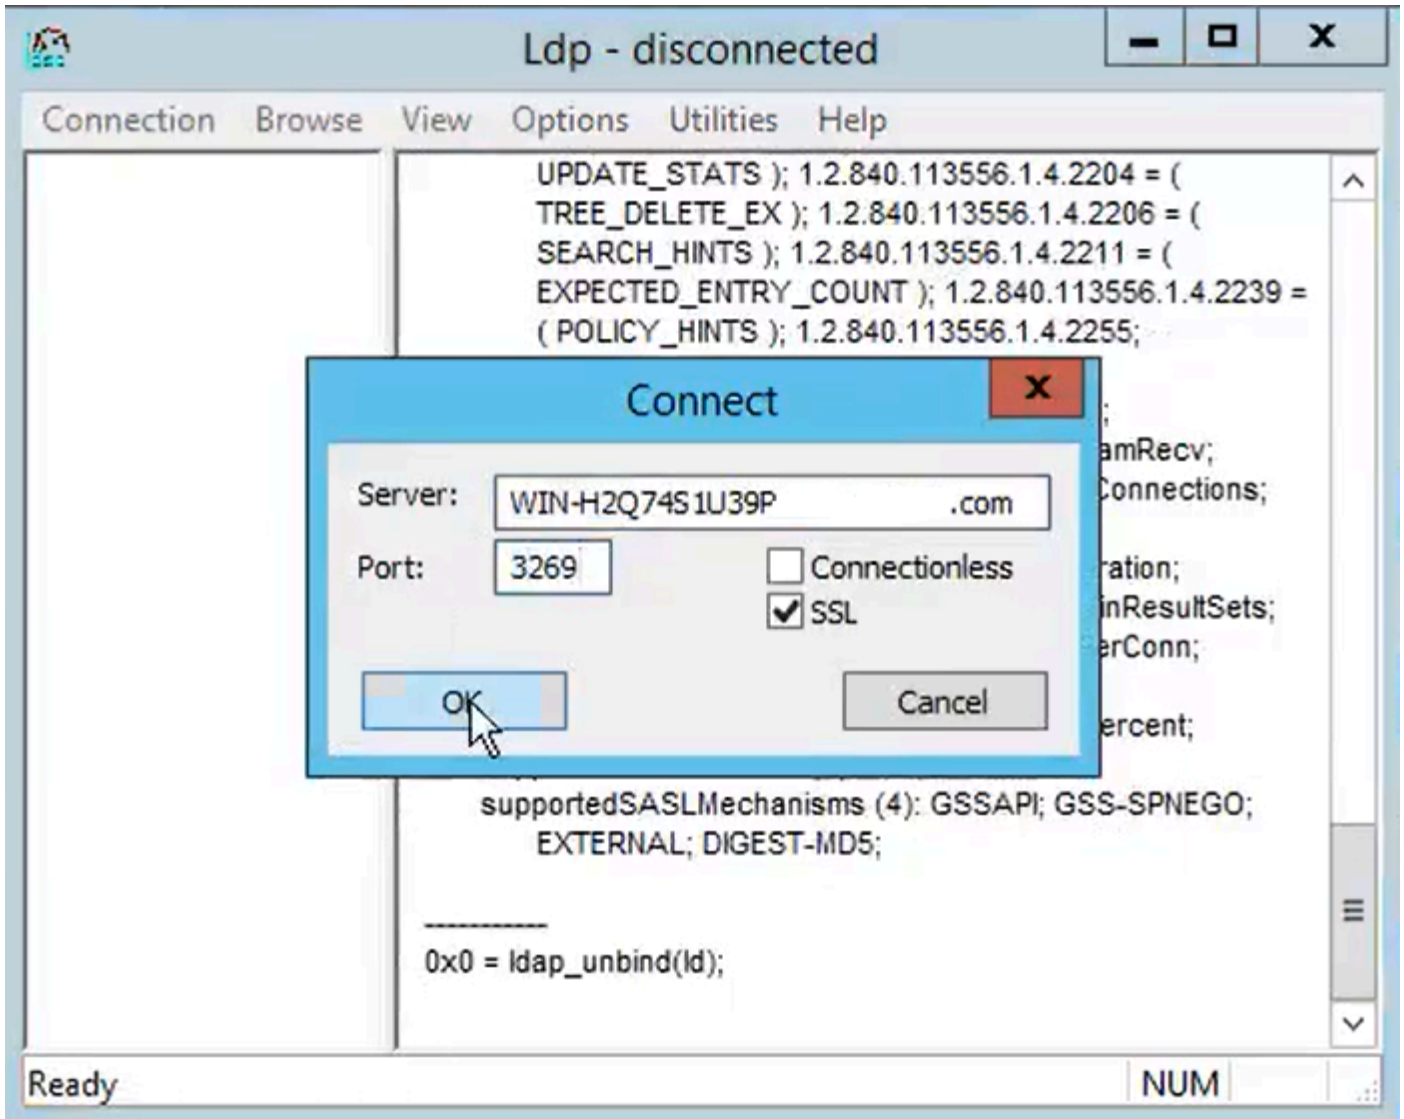 Ldp - disconnected
Connection Browse View Options Utilities Help
UPDATE_STATS ); 1.2.840.113556.1.4.2204 = (
TREE_DELETE_EX ); 1.2.840.113556.1.4.2206 = (
SEARCH_HINTS ); 1.2.840.113556.1.4.2211 = (
EXPECTED_ENTRY_COUNT ); 1.2.840.113556.1.4.2239 =
( POLICY_HINTS ); 1.2.840.113556.1.4.2255;
Connect
Server: WIN-H2Q74S1U39P .com
Port: 3269
Connectionless
SSL
OK Cancel
amRecv;
Connections;
ration;
inResultSets;
erConn;
ercent;
supportedSASLMechanisms (4): GSSAPI; GSS-SPNEGO;
EXTERNAL; DIGEST-MD5;
-----------
0x0 = ldap_unbind(ld);
Ready NUM